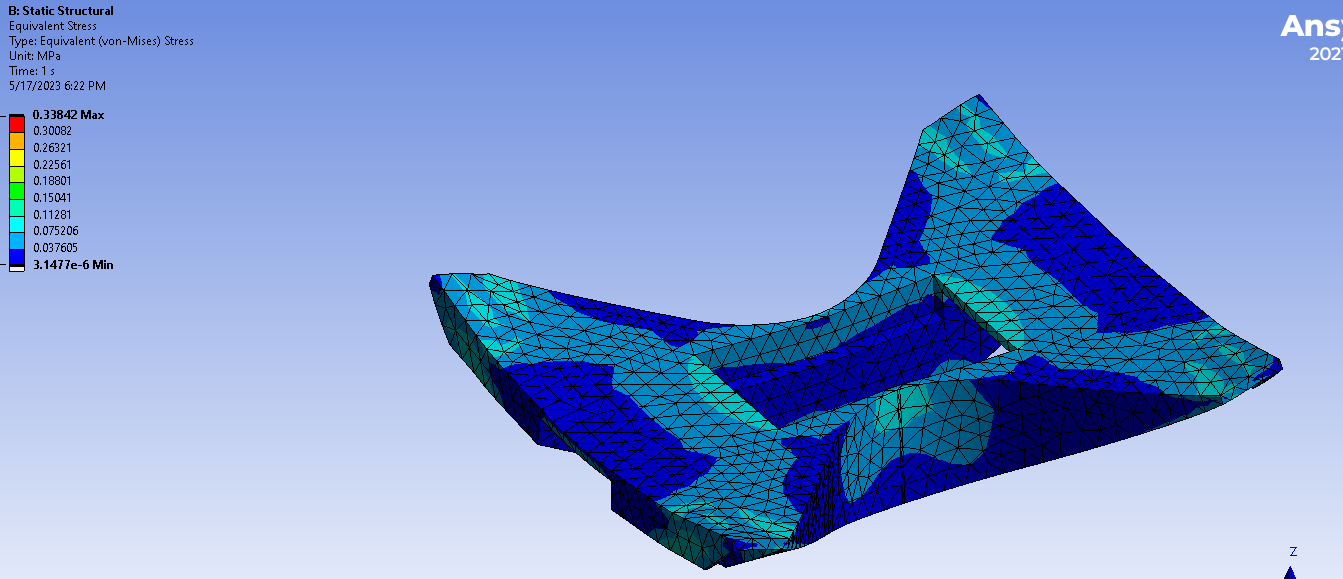 B: Static Structural
Equivalent Stress
Type: Equivalent (von-Mises) Stress
Unit: MPa
Time: 1 s
5/17/2023 6:22 PM
0.33842 Max
0.30082
0.26321
0.22561
0.18801
0.15041
0.11281
0.075206
0.037605
3.1477e-6 Min
Ans
202
Z